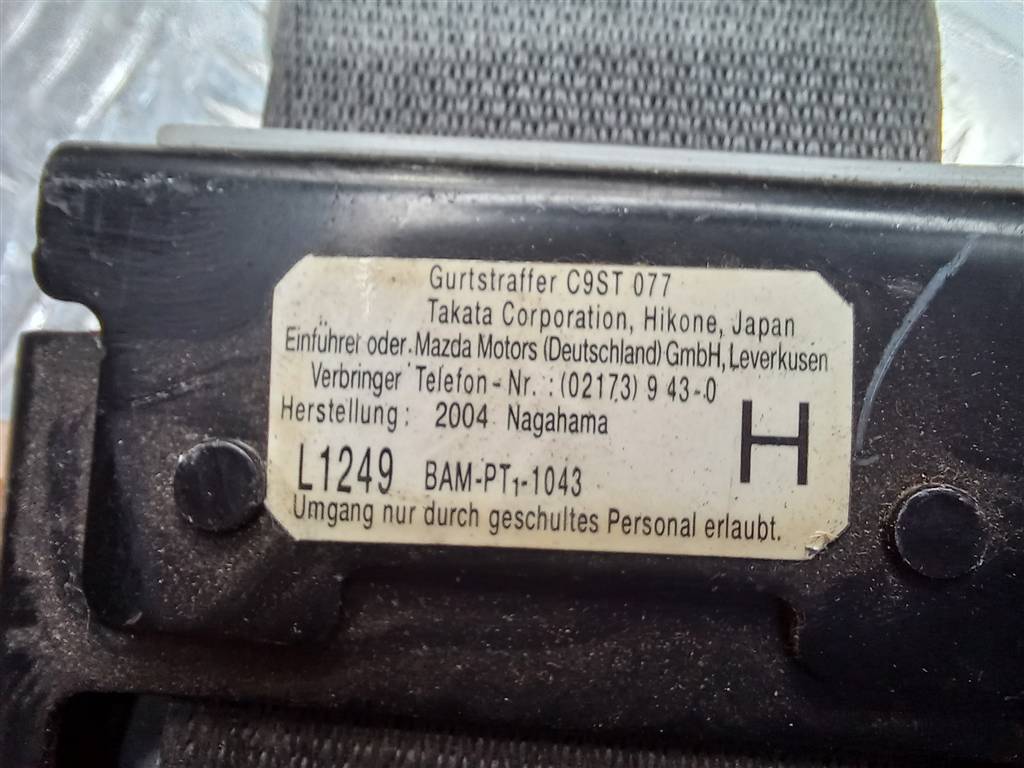 Gurtstraffer C9ST 077
Takata Corporation, Hikone, Japan
Einführer oder Mazda Motors (Deutschland) GmbH, Leverkusen
Verbringer Telefon-Nr. : (02173) 9 43-0
Herstellung : 2004 Nagahama
H
L1249 BAM-PT1-1043
Umgang nur durch geschultes Personal erlaubt.